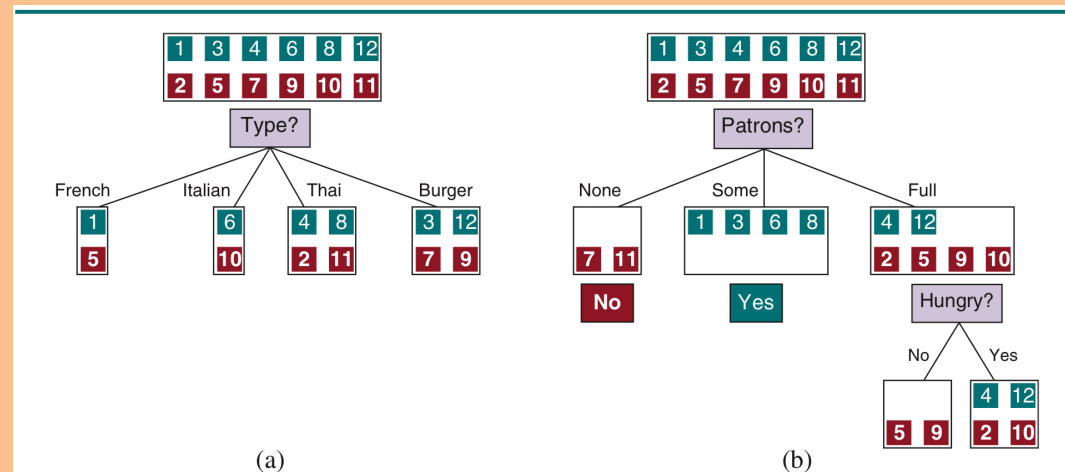 1 3 4 6 8 12
2 5 7 9 10 11
Type?
French Italian Thai Burger
1 6 4 8 3 12
5 10 2 11 7 9
(a)
1 3 4 6 8 12
2 5 7 9 10 11
Patrons?
None Some Full
1 3 6 8 4 12
7 11 2 5 9 10
No Yes Hungry?
No Yes
4 12
5 9 2 10
(b)